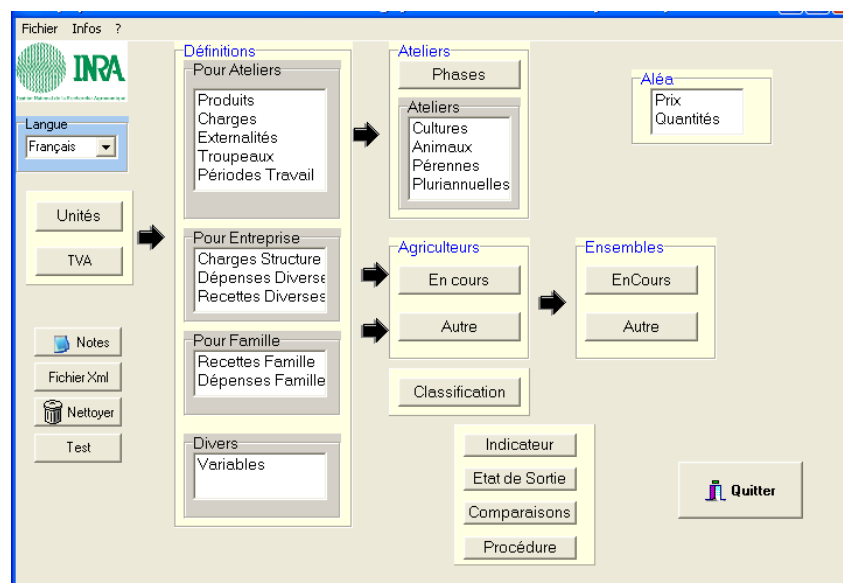 Fichier Infos ?
INRA
Langue
Français
Unités
TVA
Notes
Fichier Xml
Nettoyer
Test
Définitions
Pour Ateliers
Produits
Charges
Externalités
Troupeaux
Périodes Travail
Pour Entreprise
Charges Structure
Dépenses Diverse
Recettes Diverses
Pour Famille
Recettes Famille
Dépenses Famille
Divers
Variables
Ateliers
Phases
Ateliers
Cultures
Animaux
Pérennes
Pluriannuelles
Agriculteurs
En cours
Autre
Classification
Ensembles
EnCours
Autre
Aléa
Prix
Quantités
Indicateur
Etat de Sortie
Comparaisons
Procédure
Quitter